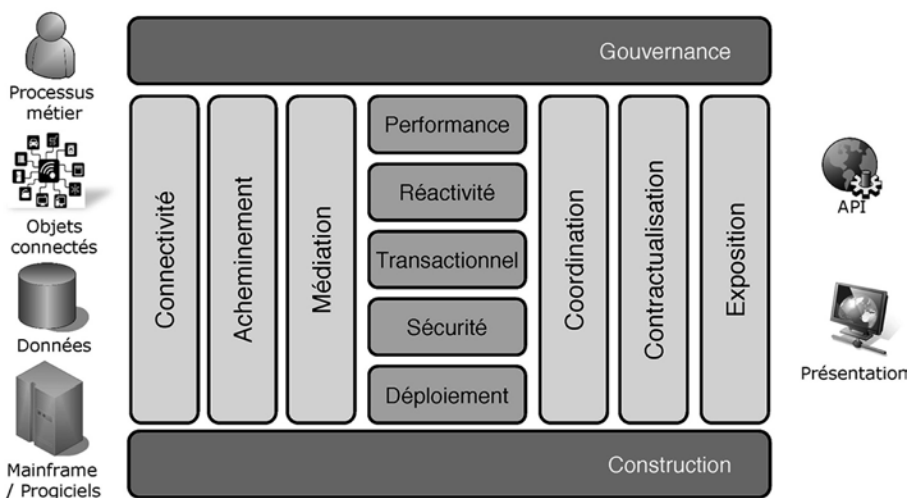 Gouvernance
Processus
métier
Objets
connectés
Données
Mainframe
/ Progiciels
Connectivité
Acheminement
Médiation
Performance
Réactivité
Transactionnel
Sécurité
Déploiement
Coordination
Contractualisation
Exposition
API
Présentation
Construction